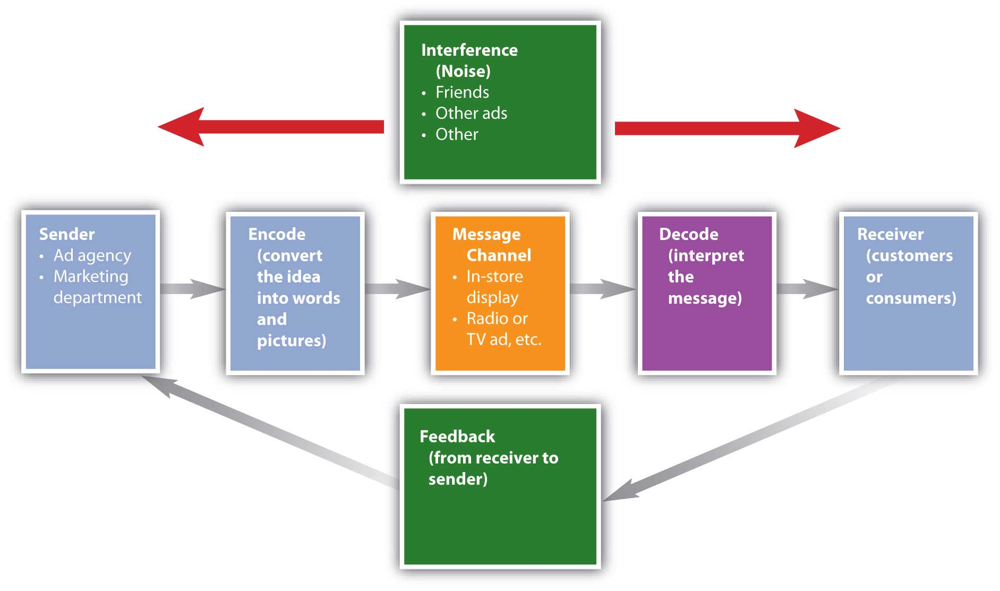 Interference
(Noise)
• Friends
• Other ads
• Other
Sender
• Ad agency
• Marketing
department
Encode
(convert
the idea
into words
and
pictures)
Message
Channel
• In-store
display
• Radio or
TV ad, etc.
Decode
(interpret
the
message)
Receiver
(customers
or
consumers)
Feedback
(from receiver to
sender)